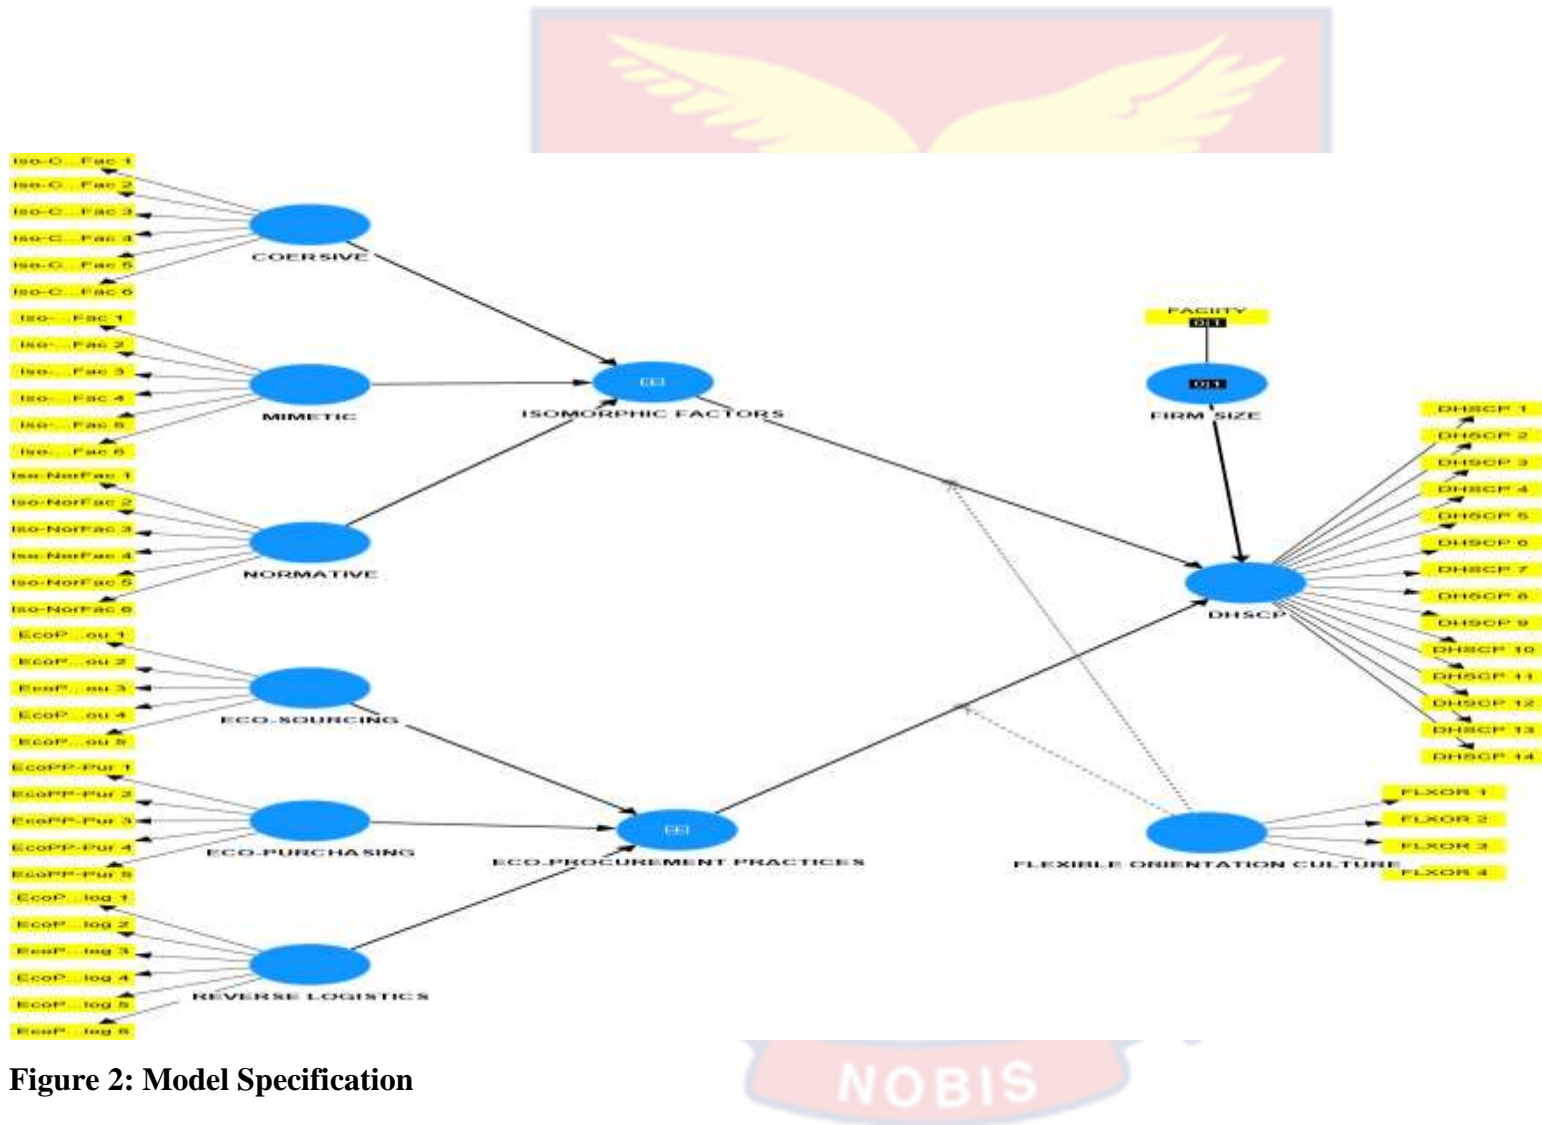 Iso-C...Fac 1
Iso-C...Fac 2
Iso-C...Fac 3
Iso-C...Fac 4
Iso-C...Fac 5
Iso-C...Fac 6
COERSIVE
Iso-...Fac 1
Iso-...Fac 2
Iso-...Fac 3
Iso-...Fac 4
Iso-...Fac 5
Iso-...Fac 6
MIMETIC
Iso-NorFac 1
Iso-NorFac 2
Iso-NorFac 3
Iso-NorFac 4
Iso-NorFac 5
Iso-NorFac 6
NORMATIVE
EcoP...ou 1
EcoP...ou 2
EcoP...ou 3
EcoP...ou 4
EcoP...ou 5
ECO-SOURCING
EcoPP-Pur 1
EcoPP-Pur 2
EcoPP-Pur 3
EcoPP-Pur 4
EcoPP-Pur 5
ECO-PURCHASING
EcoP...log 1
EcoP...log 2
EcoP...log 3
EcoP...log 4
EcoP...log 5
EcoP...log 6
REVERSE LOGISTICS
ISOMORPHIC FACTORS
ECO-PROCUREMENT PRACTICES
FIRM SIZE
DHSCP
DHSCP 1
DHSCP 2
DHSCP 3
DHSCP 4
DHSCP 5
DHSCP 6
DHSCP 7
DHSCP 8
DHSCP 9
DHSCP 10
DHSCP 11
DHSCP 12
DHSCP 13
DHSCP 14
FLEXIBLE ORIENTATION CULTURE
FLXOR 1
FLXOR 2
FLXOR 3
FLXOR 4
Figure 2: Model Specification
NOBIS